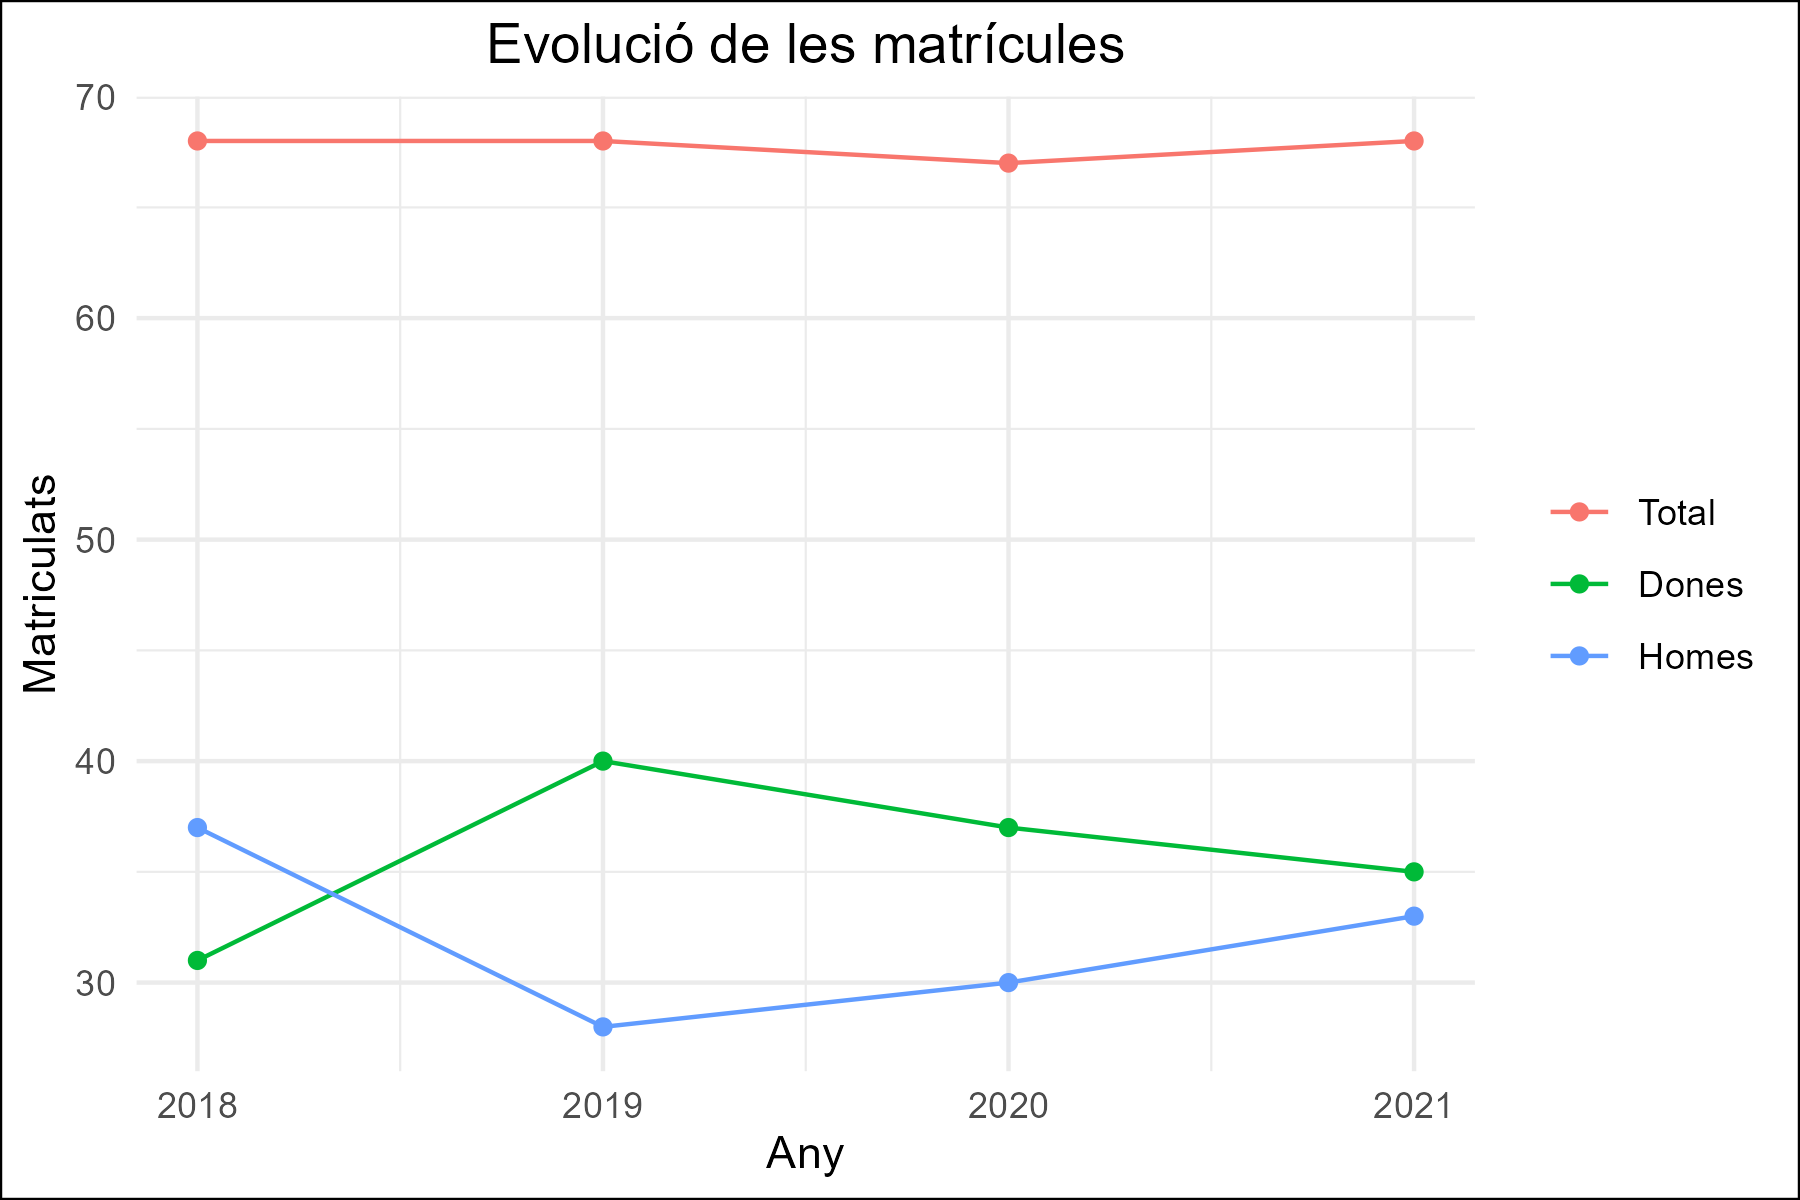 Evolució de les matrícules
70
60
50
40
30
Matriculats
2018
2019
2020
2021
Any
Total
Dones
Homes